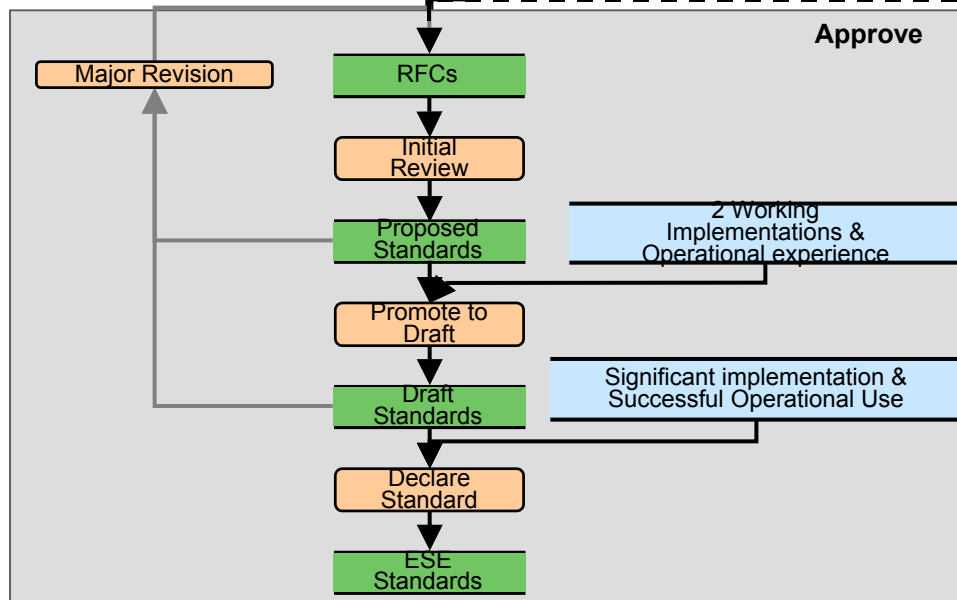 Approve
Major Revision
RFCs
Initial
Review
Proposed
Standards
2 Working
Implementations &
Operational experience
Promote to
Draft
Significant implementation &
Successful Operational Use
Draft
Standards
Declare
Standard
ESE
Standards